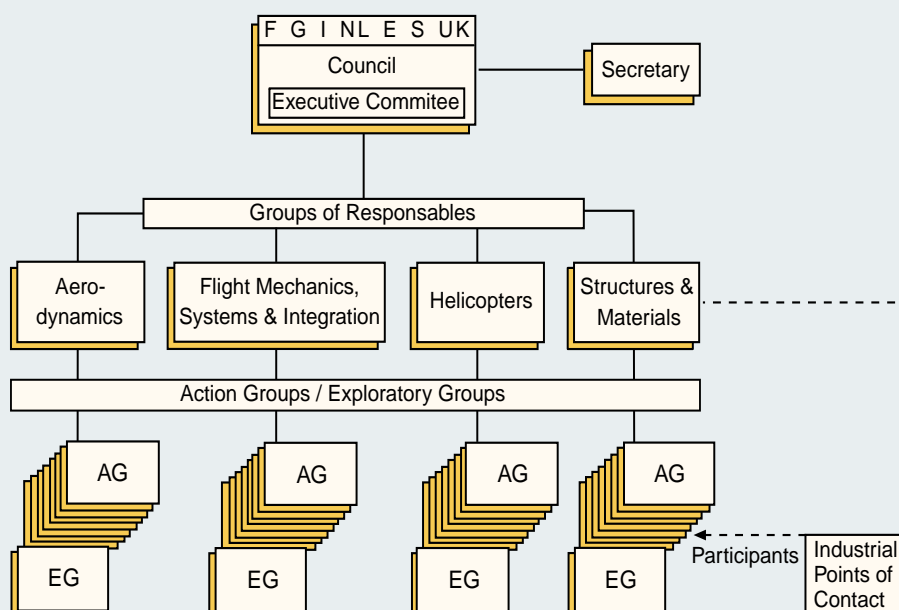 F G I NL E S UK
Council
Executive Commitee
Secretary
Groups of Responsables
Aero-
dynamics
Flight Mechanics,
Systems & Integration
Helicopters
Structures &
Materials
Action Groups / Exploratory Groups
AG
AG
AG
AG
EG
EG
EG
EG
Participants
Industrial
Points of
Contact